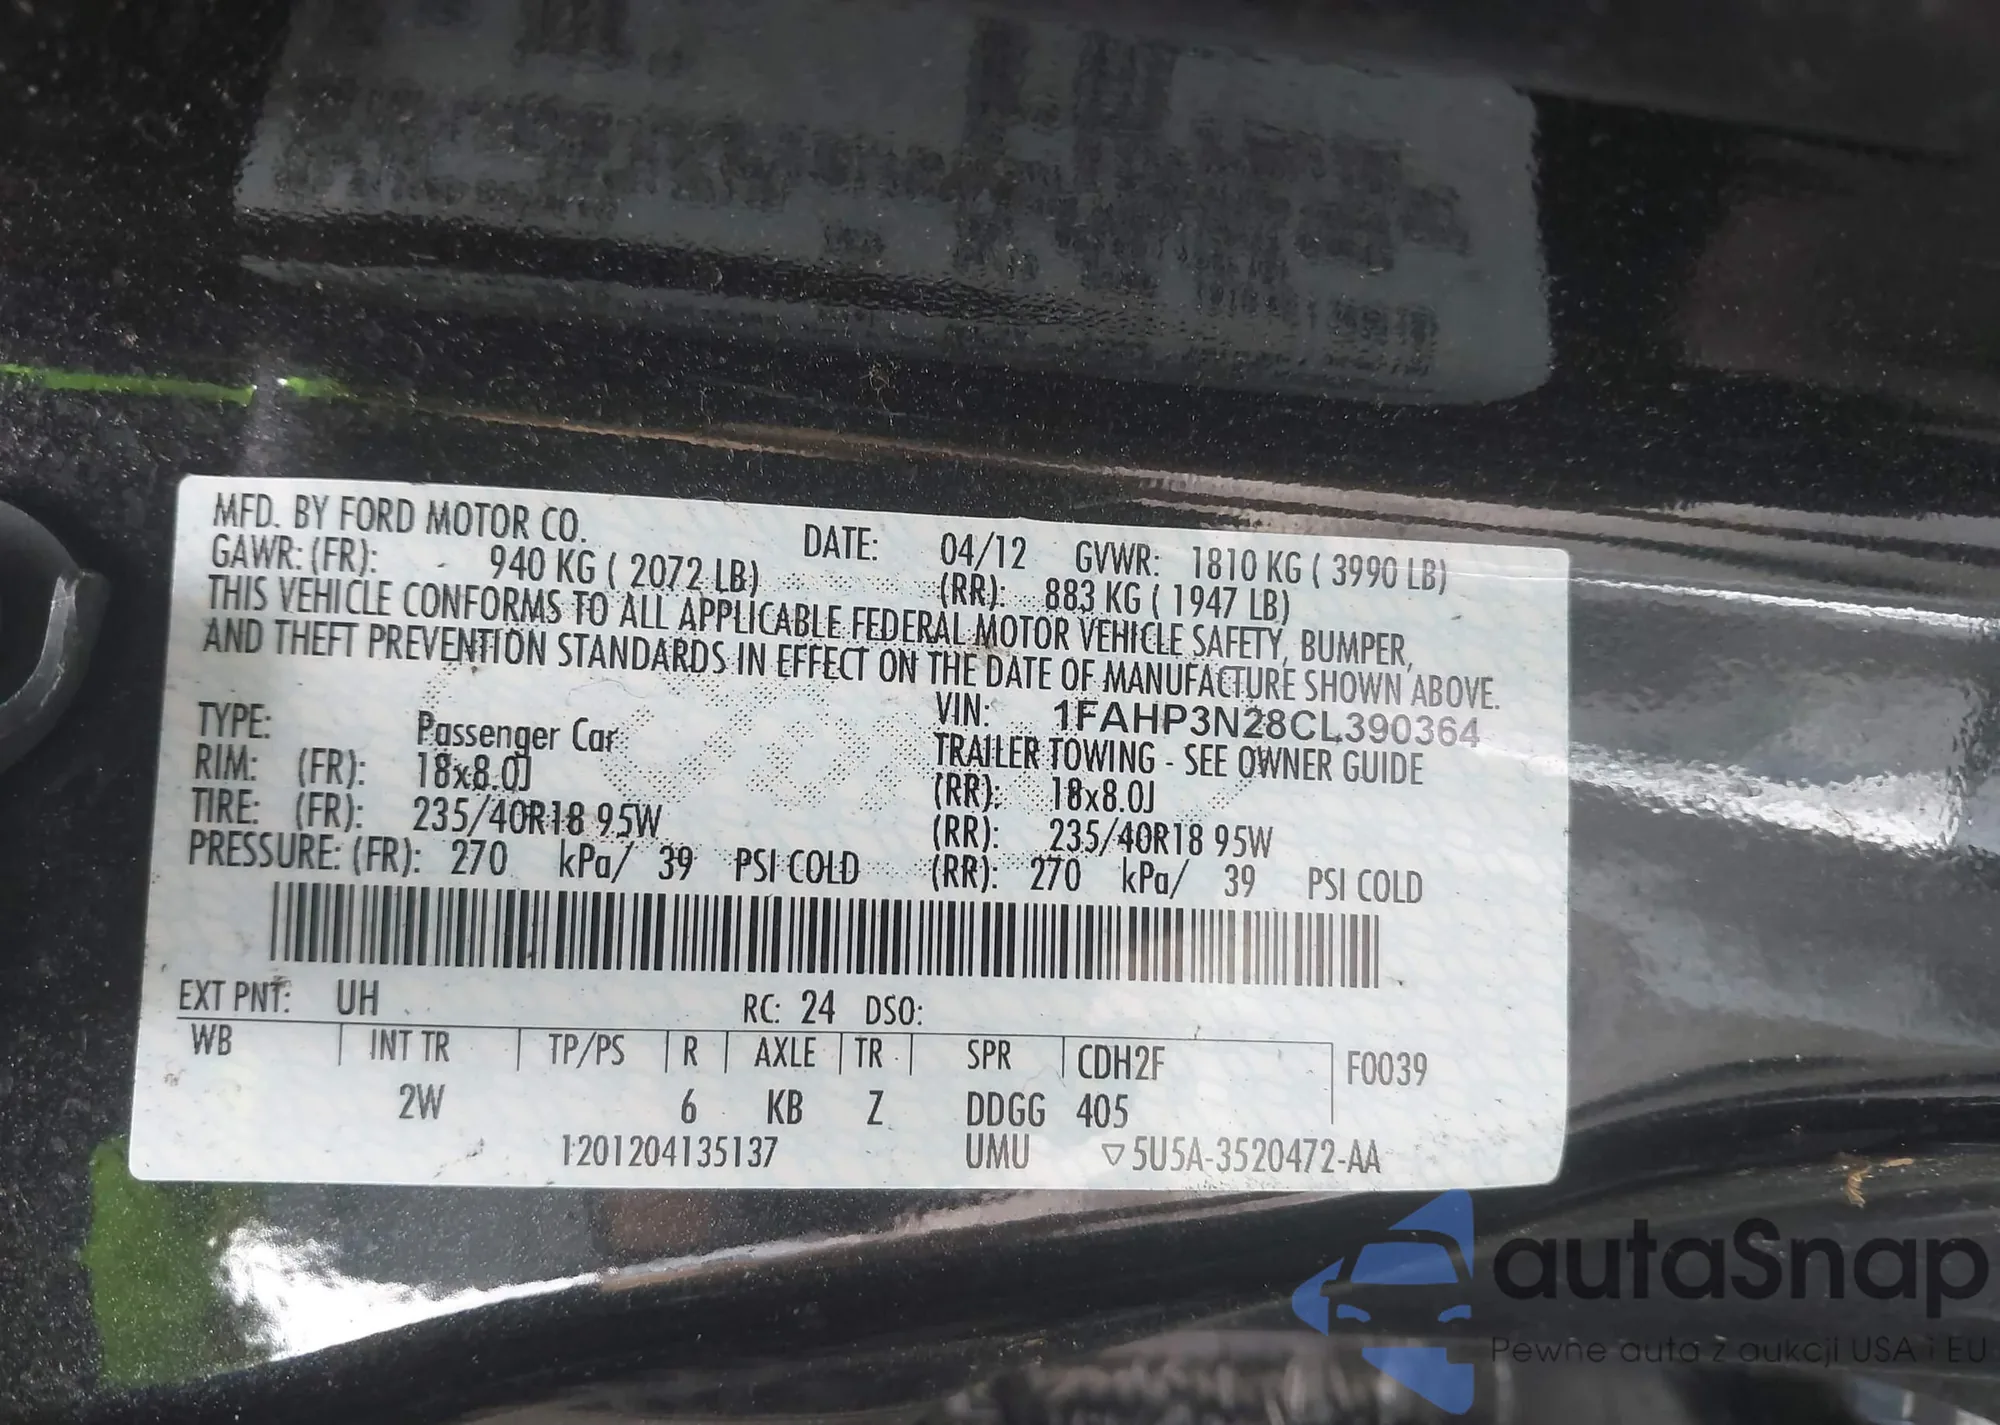 MFD. BY FORD MOTOR CO. DATE: 04/12 GVWR: 1810 KG ( 3990 LB)
GAWR: (FR): 940 KG ( 2072 LB) (RR): 883 KG ( 1947 LB)
THIS VEHICLE CONFORMS TO ALL APPLICABLE FEDERAL MOTOR VEHICLE SAFETY, BUMPER,
AND THEFT PREVENTION STANDARDS IN EFFECT ON THE DATE OF MANUFACTURE SHOWN ABOVE.
VIN: 1FAHP3N28CL390364
TYPE: Passenger Car TRAILER TOWING - SEE OWNER GUIDE
RIM: (FR): 18x8.0J (RR): 18x8.0J
TIRE: (FR): 235/40R18 95W (RR): 235/40R18 95W
PRESSURE: (FR): 270 kPa/ 39 PSI COLD (RR): 270 kPa/ 39 PSI COLD
EXT PNT: UH RC: 24 DSO:
WB INT TR TP/PS R AXLE TR SPR CDH2F F0039
2W 6 KB Z DDGG 405
1201204135137 UMU ▽5U5A-3520472-AA
autaSnap
Pewne auta z aukcji USA i EU